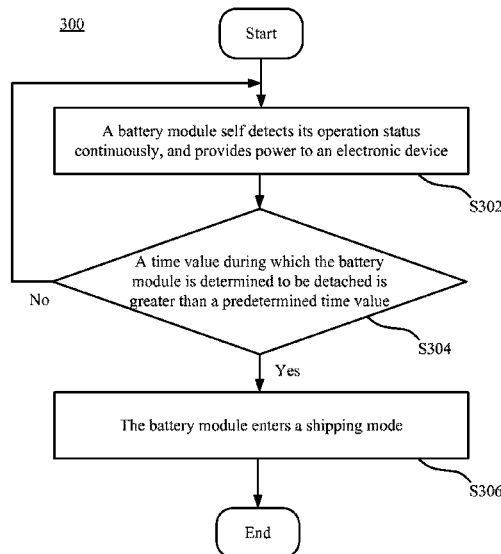 300
Start
A battery module self detects its operation status
continuously, and provides power to an electronic device
S302
A time value during which the battery
module is determined to be detached is
greater than a predetermined time value
No
S304
Yes
The battery module enters a shipping mode
S306
End